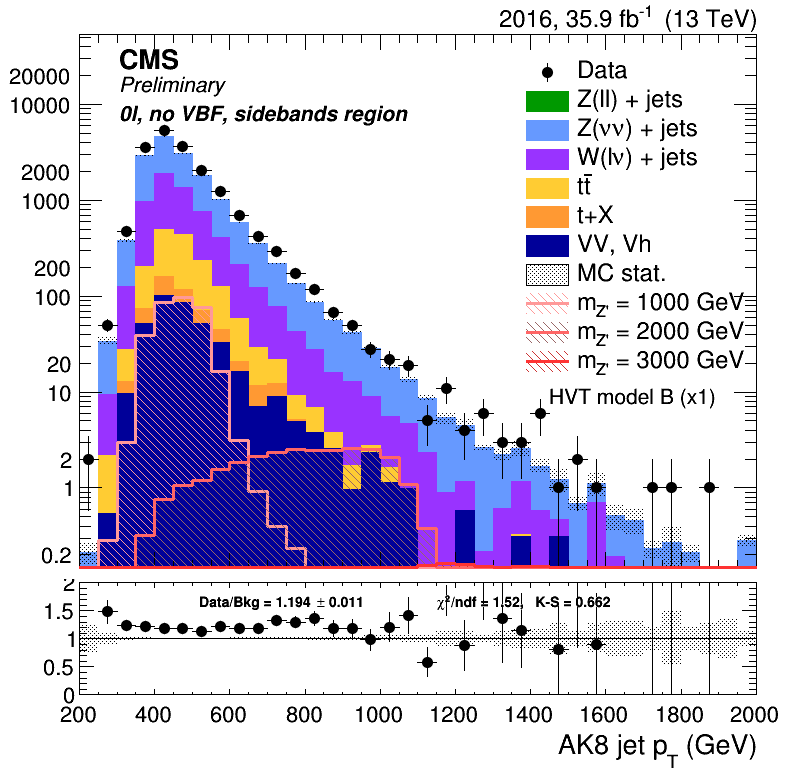 2016, 35.9 fb⁻¹ (13 TeV)
CMS
Preliminary
0l, no VBF, sidebands region
Data
Z(ll) + jets
Z(νν) + jets
W(lν) + jets
tt̄
t+X
VV, Vh
MC stat.
m_Z' = 1000 GeV
m_Z' = 2000 GeV
m_Z' = 3000 GeV
HVT model B (x1)
20000
10000
2000
1000
200
100
20
10
2
1
0.2
Data/Bkg = 1.194 ± 0.011 χ²/ndf = 1.52, K-S = 0.662
2
1.5
1
0.5
0
200 400 600 800 1000 1200 1400 1600 1800 2000
AK8 jet p_T (GeV)